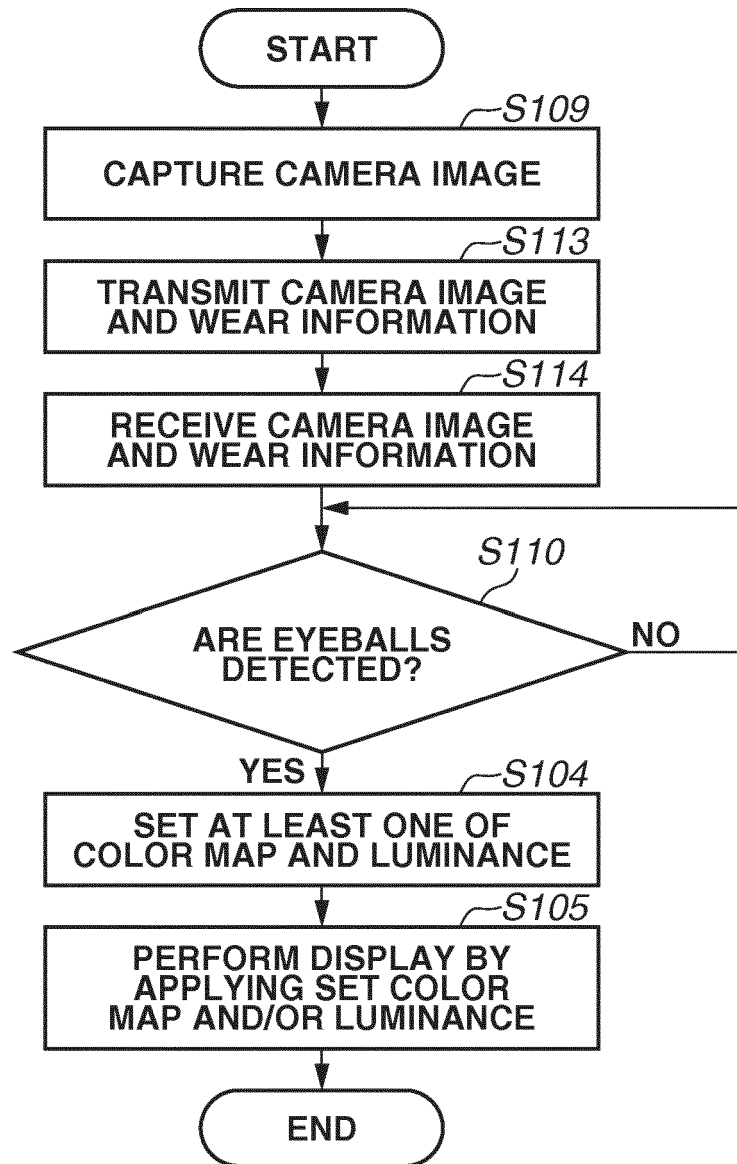 START
S109
CAPTURE CAMERA IMAGE
S113
TRANSMIT CAMERA IMAGE
AND WEAR INFORMATION
S114
RECEIVE CAMERA IMAGE
AND WEAR INFORMATION
S110
ARE EYEBALLS
DETECTED?
NO
YES
S104
SET AT LEAST ONE OF
COLOR MAP AND LUMINANCE
S105
PERFORM DISPLAY BY
APPLYING SET COLOR
MAP AND/OR LUMINANCE
END